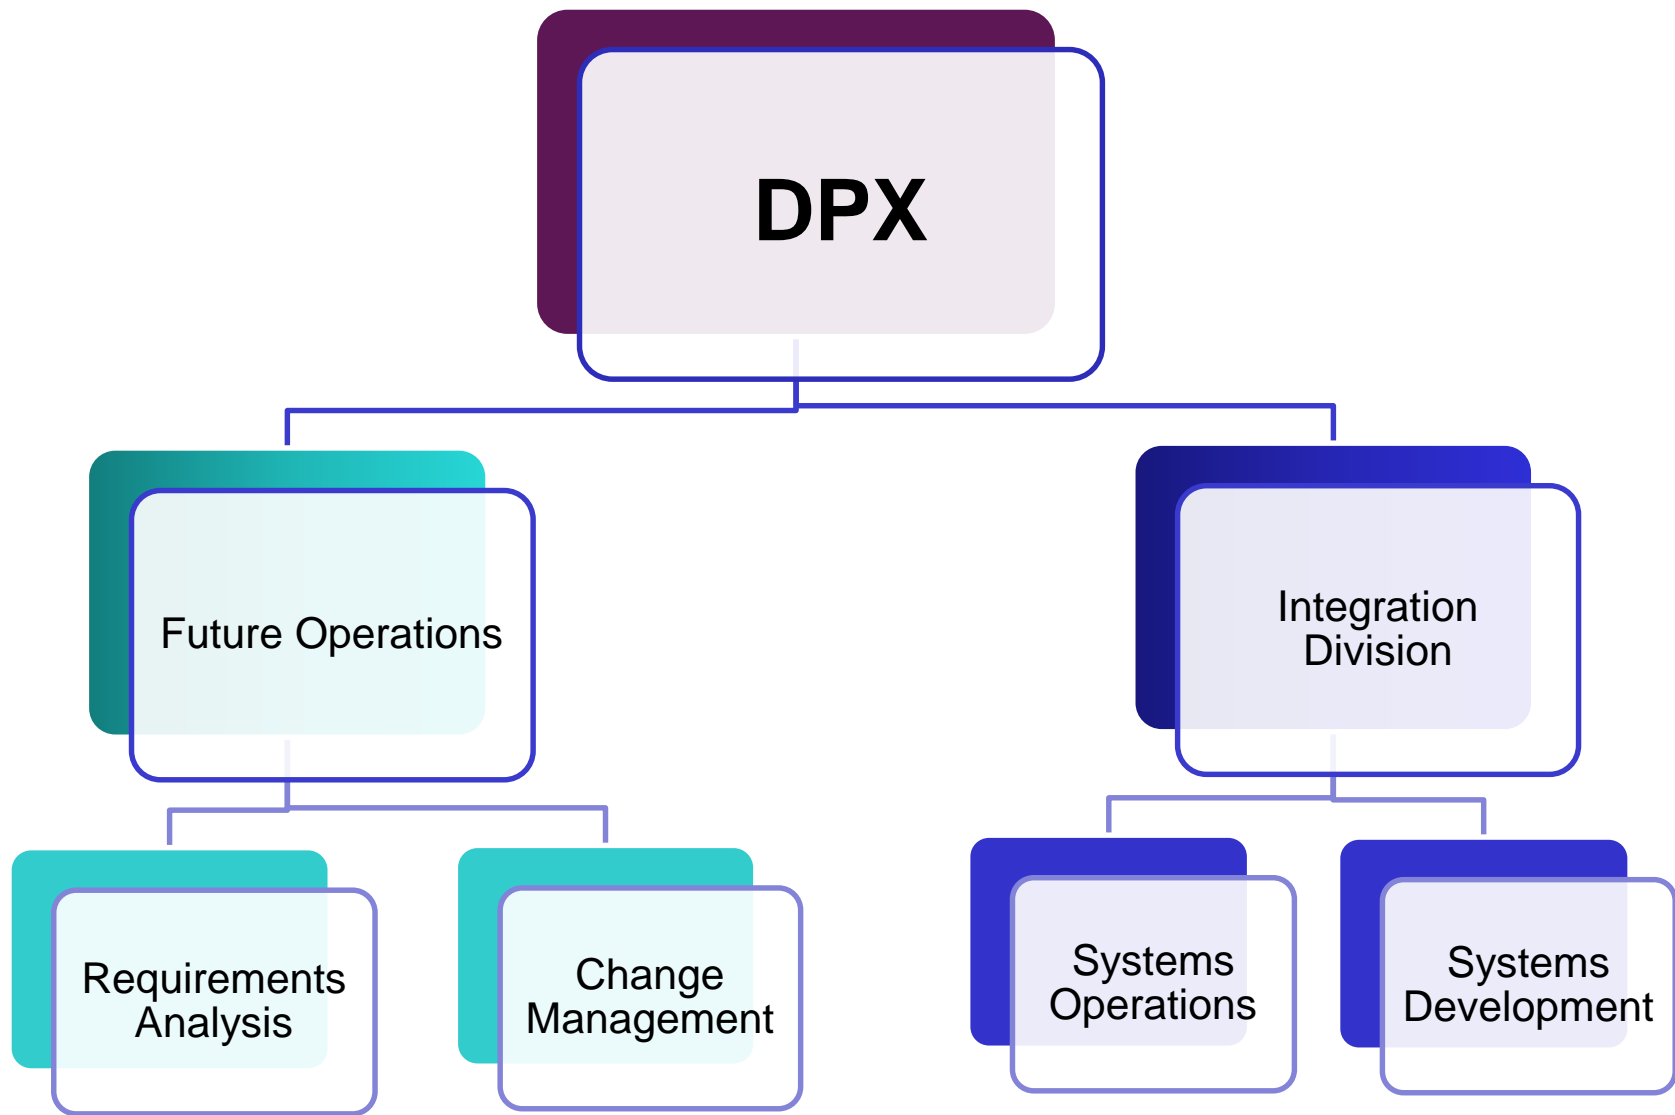 DPX
Future Operations
Integration
Division
Requirements
Analysis
Change
Management
Systems
Operations
Systems
Development